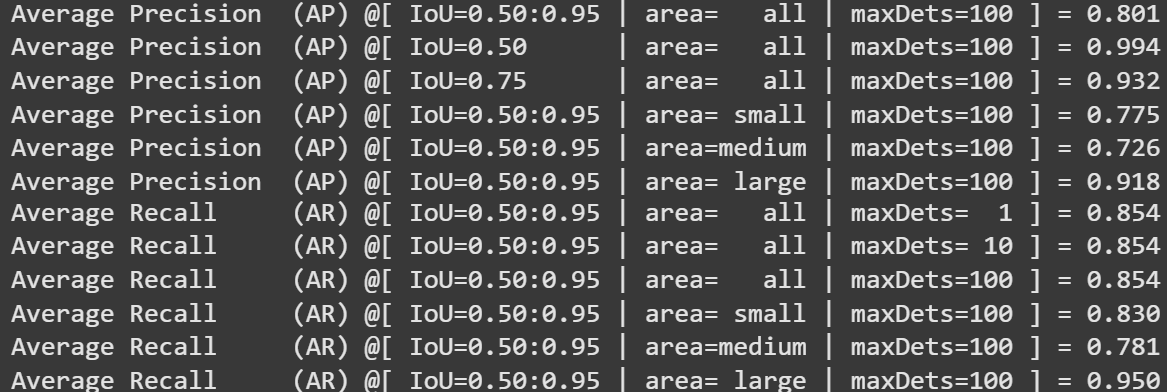 Average Precision  (AP) @[ IoU=0.50:0.95 | area=   all | maxDets=100 ] = 0.801
Average Precision  (AP) @[ IoU=0.50      | area=   all | maxDets=100 ] = 0.994
Average Precision  (AP) @[ IoU=0.75      | area=   all | maxDets=100 ] = 0.932
Average Precision  (AP) @[ IoU=0.50:0.95 | area= small | maxDets=100 ] = 0.775
Average Precision  (AP) @[ IoU=0.50:0.95 | area=medium | maxDets=100 ] = 0.726
Average Precision  (AP) @[ IoU=0.50:0.95 | area= large | maxDets=100 ] = 0.918
Average Recall     (AR) @[ IoU=0.50:0.95 | area=   all | maxDets=  1 ] = 0.854
Average Recall     (AR) @[ IoU=0.50:0.95 | area=   all | maxDets= 10 ] = 0.854
Average Recall     (AR) @[ IoU=0.50:0.95 | area=   all | maxDets=100 ] = 0.854
Average Recall     (AR) @[ IoU=0.50:0.95 | area= small | maxDets=100 ] = 0.830
Average Recall     (AR) @[ IoU=0.50:0.95 | area=medium | maxDets=100 ] = 0.781
Average Recall     (AR) @[ IoU=0.50:0.95 | area= large | maxDets=100 ] = 0.950